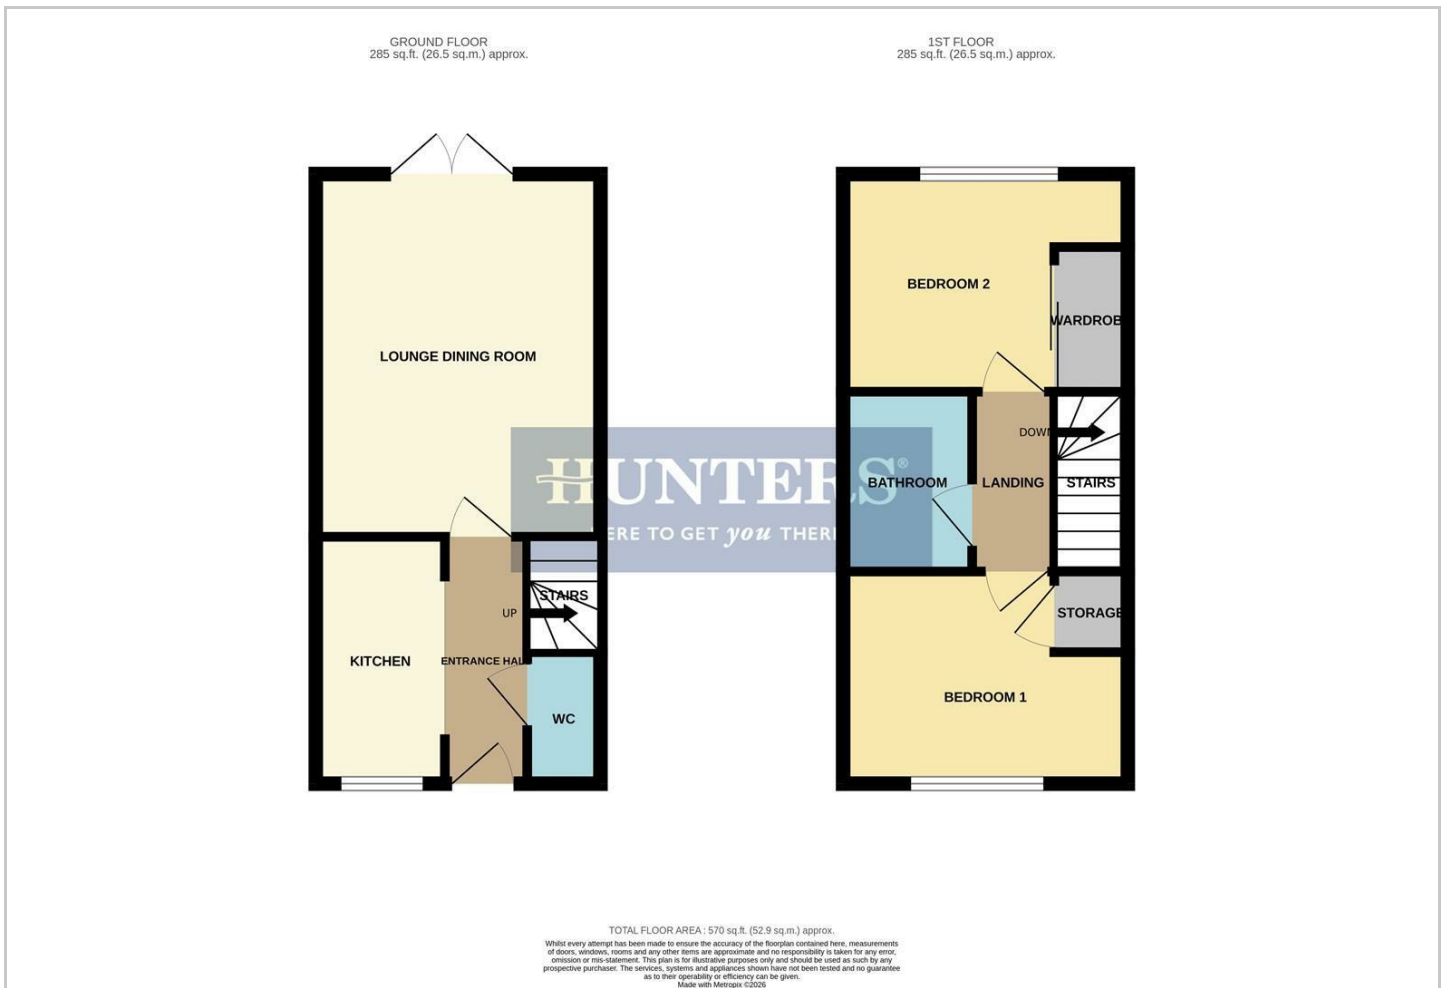 GROUND FLOOR
285 sq.ft. (26.5 sq.m.) approx.
1ST FLOOR
285 sq.ft. (26.5 sq.m.) approx.
BEDROOM 2
WARDROB
LOUNGE DINING ROOM
DOWN
HUNTERS®
BATHROOM
LANDING
STAIRS
HERE TO GET you THERE
STAIRS
UP
STORAGE
KITCHEN
ENTRANCE HALL
BEDROOM 1
WC
TOTAL FLOOR AREA : 570 sq.ft. (52.9 sq.m.) approx.
Whilst every attempt has been made to ensure the accuracy of the floorplan contained here, measurements
of doors, windows, rooms and any other items are approximate and no responsibility is taken for any error,
omission or mis-statement. This plan is for illustrative purposes only and should be used as such by any
prospective purchaser. The services, systems and appliances shown have not been tested and no guarantee
as to their operability or efficiency can be given.
Made with Metropix ©2026